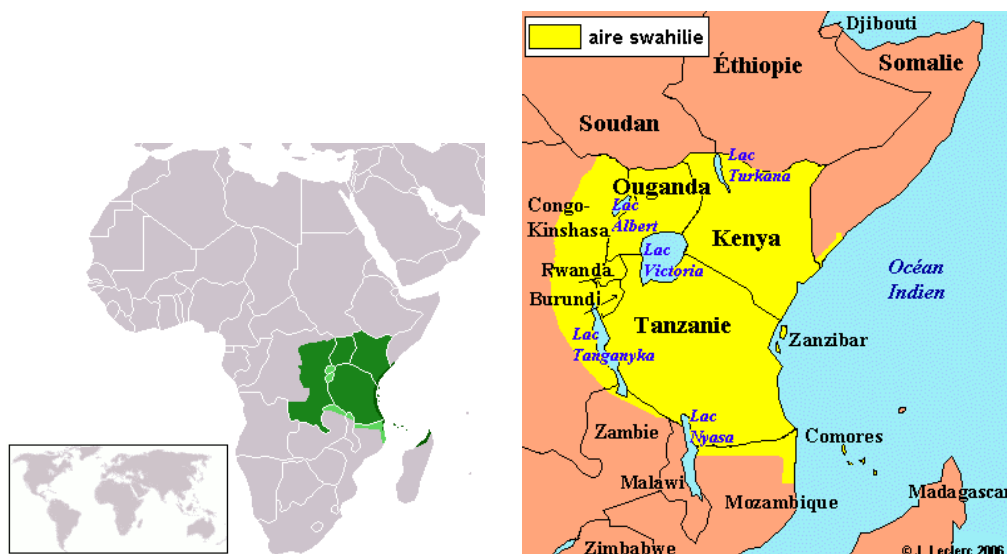 aire swahilie
Djibouti
Éthiopie
Somalie
Soudan
Lac
Turkana
Ouganda
Congo-
Kinshasa
Lac
Albert
Kenya
Lac
Victoria
Océan
Indien
Rwanda
Burundi
Tanzanie
Lac
Tanganyka
Zanzibar
Lac
Nyasa
Zambie
Comores
Malawi
Mozambique
Madagascar
Zimbabwe
© J. Leclerc 2006